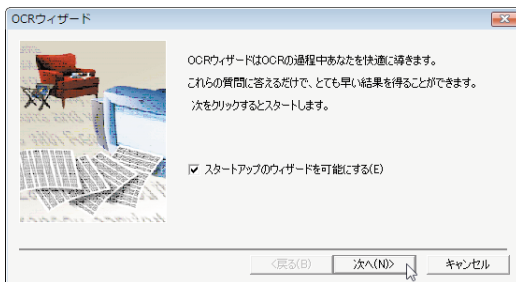 OCRウィザード
OCRウィザードはOCRの過程中あなたを快適に導きます。
これらの質問に答えるだけで、とても早い結果を得ることができます。
次をクリックするとスタートします。
スタートアップのウィザードを可能にする(E)
<戻る(B)
次へ(N)>
キャンセル